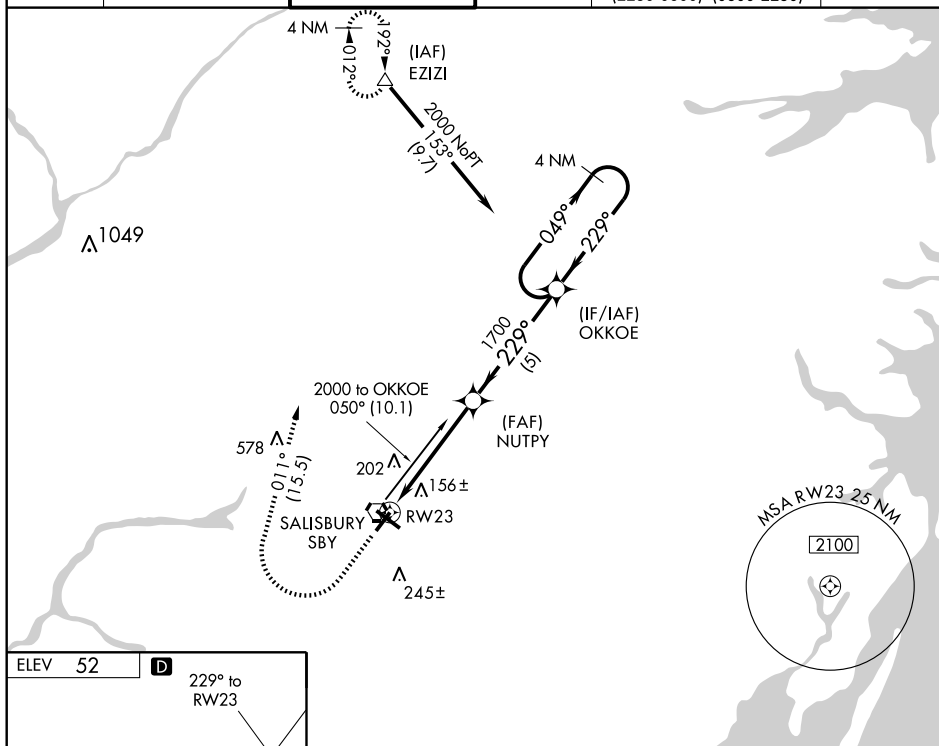 4 NM
192°
012°
(IAF)
EZIZI
2000 NoPT
153°
(9.7)
4 NM
049°
229°
1049
(IF/IAF)
OKKOE
1700
229°
(5)
2000 to OKKOE
050° (10.1)
(FAF)
NUTPY
578
011°
(15.5)
202
156±
SALISBURY
SBY
RW23
245±
MSA RW23 25 NM
2100
ELEV 52
D
229° to
RW23